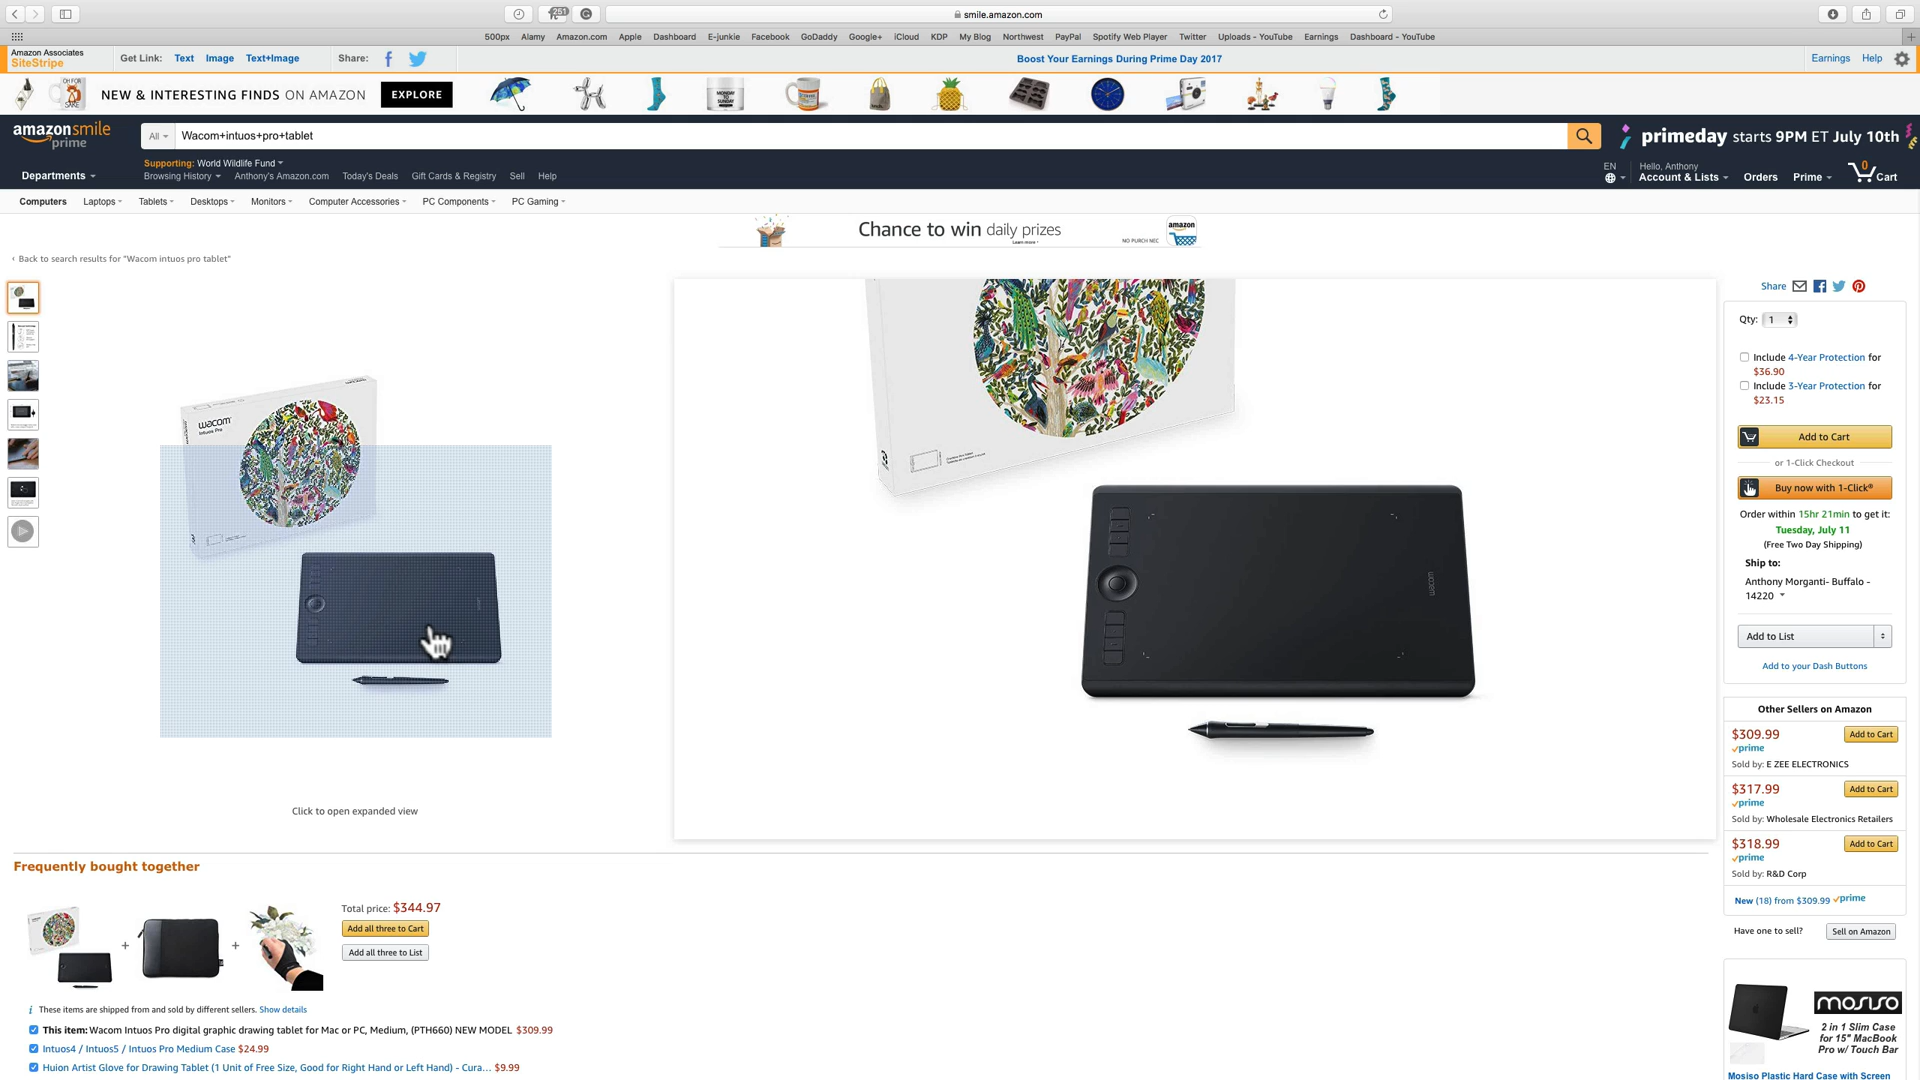 251
smile.amazon.com
500px Alamy Amazon.com Apple Dashboard E-junkie Facebook GoDaddy Google+ iCloud KDP My Blog Northwest PayPal Spotify Web Player Twitter Uploads - YouTube Earnings Dashboard - YouTube
Amazon Associates
SiteStripe
Get Link: Text Image Text+Image Share:
Boost Your Earnings During Prime Day 2017
Earnings Help
NEW & INTERESTING FINDS ON AMAZON EXPLORE
amazonsmile
prime
All
Wacom+intuos+pro+tablet
primeday starts 9PM ET July 10th
Supporting: World Wildlife Fund
Departments
Browsing History Anthony's Amazon.com Today's Deals Gift Cards & Registry Sell Help
EN
Hello, Anthony
Account & Lists Orders Prime 0 Cart
Computers Laptops Tablets Desktops Monitors Computer Accessories PC Components PC Gaming
Chance to win daily prizes
Learn more
NO PURCH NEC
amazon
‹ Back to search results for "Wacom intuos pro tablet"
wacom
Intuos Pro
wacom
Click to open expanded view
Share
Qty: 1
Include 4-Year Protection for
$36.90
Include 3-Year Protection for
$23.15
Add to Cart
or 1-Click Checkout
Buy now with 1-Click®
Order within 15hr 21min to get it:
Tuesday, July 11
(Free Two Day Shipping)
Ship to:
Anthony Morganti- Buffalo -
14220
Add to List
Add to your Dash Buttons
Other Sellers on Amazon
$309.99 Add to Cart
prime
Sold by: E ZEE ELECTRONICS
$317.99 Add to Cart
prime
Sold by: Wholesale Electronics Retailers
$318.99 Add to Cart
prime
Sold by: R&D Corp
New (18) from $309.99 prime
Have one to sell? Sell on Amazon
mosiso
2 in 1 Slim Case
for 15" MacBook
Pro w/ Touch Bar
Mosiso Plastic Hard Case with Screen
Frequently bought together
+ +
Total price: $344.97
Add all three to Cart
Add all three to List
i These items are shipped from and sold by different sellers. Show details
This item: Wacom Intuos Pro digital graphic drawing tablet for Mac or PC, Medium, (PTH660) NEW MODEL $309.99
Intuos4 / Intuos5 / Intuos Pro Medium Case $24.99
Huion Artist Glove for Drawing Tablet (1 Unit of Free Size, Good for Right Hand or Left Hand) - Cura... $9.99